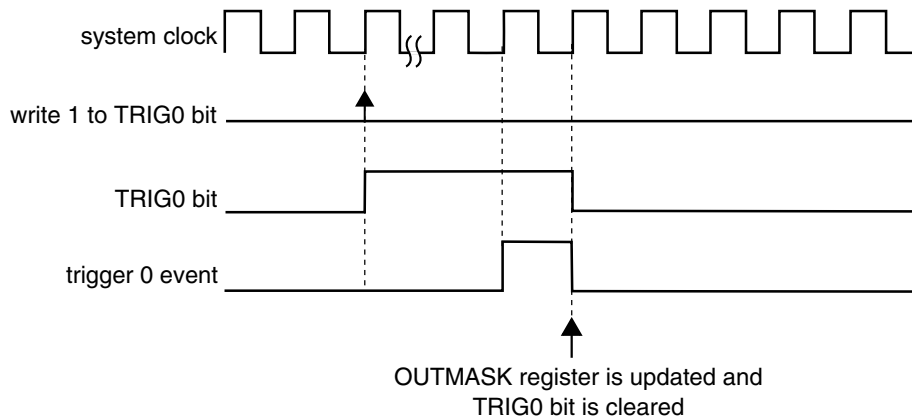 system clock
write 1 to TRIG0 bit
TRIG0 bit
trigger 0 event
OUTMASK register is updated and
TRIG0 bit is cleared